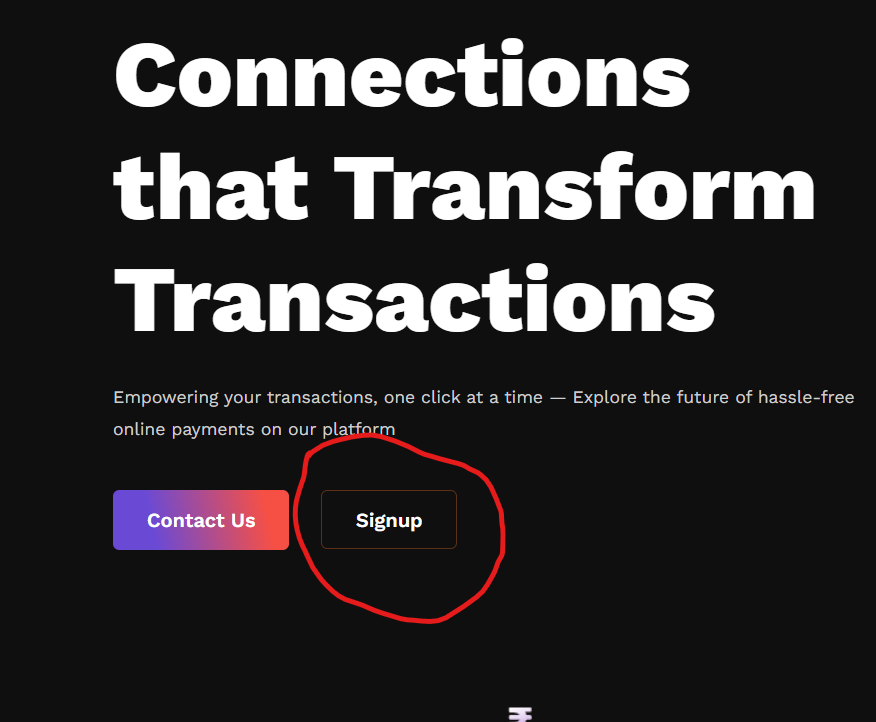 Connections
that Transform
Transactions
Empowering your transactions, one click at a time — Explore the future of hassle-free
online payments on our platform
Contact Us
Signup
₹